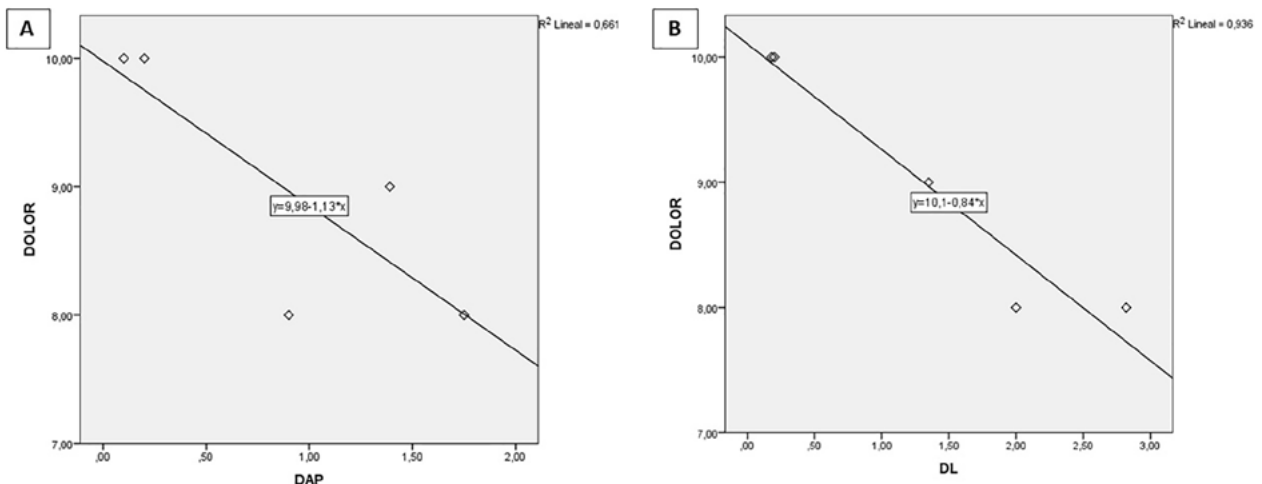 A
R² Lineal = 0,661
10,00
9,00
8,00
7,00
DOLOR
y=9,98-1,13*x
,00 ,50 1,00 1,50 2,00
DAP
B
R² Lineal = 0,936
10,00
9,00
8,00
7,00
DOLOR
y=10,1-0,84*x
,00 ,50 1,00 1,50 2,00 2,50 3,00
DL